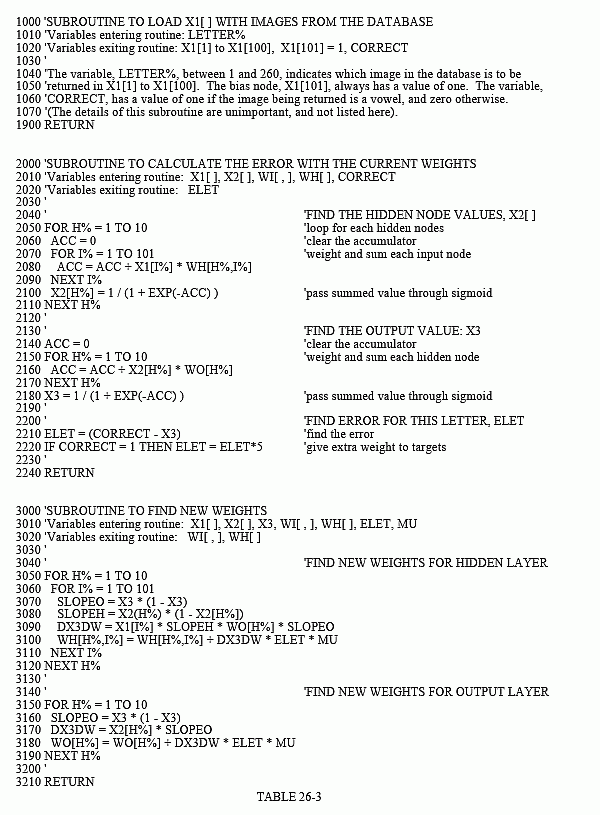 1000 'SUBROUTINE TO LOAD X1[ ] WITH IMAGES FROM THE DATABASE
1010 'Variables entering routine: LETTER%
1020 'Variables exiting routine: X1[1] to X1[100], X1[101] = 1, CORRECT
1030 '
1040 'The variable, LETTER%, between 1 and 260, indicates which image in the database is to be
1050 'returned in X1[1] to X1[100]. The bias node, X1[101], always has a value of one. The variable,
1060 'CORRECT, has a value of one if the image being returned is a vowel, and zero otherwise.
1070 '(The details of this subroutine are unimportant, and not listed here).
1900 RETURN
2000 'SUBROUTINE TO CALCULATE THE ERROR WITH THE CURRENT WEIGHTS
2010 'Variables entering routine: X1[ ], X2[ ], WI[ , ], WH[ ], CORRECT
2020 'Variables exiting routine: ELET
2030 '
2040 ' 'FIND THE HIDDEN NODE VALUES, X2[ ]
2050 FOR H% = 1 TO 10 'loop for each hidden nodes
2060 ACC = 0 'clear the accumulator
2070 FOR I% = 1 TO 101 'weight and sum each input node
2080 ACC = ACC + X1[I%] * WH[H%,I%]
2090 NEXT I%
2100 X2[H%] = 1 / (1 + EXP(-ACC) ) 'pass summed value through sigmoid
2110 NEXT H%
2120 '
2130 ' 'FIND THE OUTPUT VALUE: X3
2140 ACC = 0 'clear the accumulator
2150 FOR H% = 1 TO 10 'weight and sum each hidden node
2160 ACC = ACC + X2[H%] * WO[H%]
2170 NEXT H%
2180 X3 = 1 / (1 + EXP(-ACC) ) 'pass summed value through sigmoid
2190 '
2200 ' 'FIND ERROR FOR THIS LETTER, ELET
2210 ELET = (CORRECT - X3) 'find the error
2220 IF CORRECT = 1 THEN ELET = ELET*5 'give extra weight to targets
2230 '
2240 RETURN
3000 'SUBROUTINE TO FIND NEW WEIGHTS
3010 'Variables entering routine: X1[ ], X2[ ], X3, WI[ , ], WH[ ], ELET, MU
3020 'Variables exiting routine: WI[ , ], WH[ ]
3030 '
3040 ' 'FIND NEW WEIGHTS FOR HIDDEN LAYER
3050 FOR H% = 1 TO 10
3060 FOR I% = 1 TO 101
3070 SLOPEO = X3 * (1 - X3)
3080 SLOPEH = X2(H%) * (1 - X2[H%])
3090 DX3DW = X1[I%] * SLOPEH * WO[H%] * SLOPEO
3100 WH[H%,I%] = WH[H%,I%] + DX3DW * ELET * MU
3110 NEXT I%
3120 NEXT H%
3130 '
3140 ' 'FIND NEW WEIGHTS FOR OUTPUT LAYER
3150 FOR H% = 1 TO 10
3160 SLOPEO = X3 * (1 - X3)
3170 DX3DW = X2[H%] * SLOPEO
3180 WO[H%] = WO[H%] + DX3DW * ELET * MU
3190 NEXT H%
3200 '
3210 RETURN
TABLE 26-3